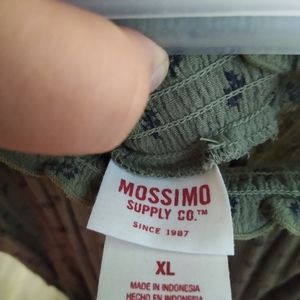 MOSSIMO
SUPPLY CO.™
SINCE 1987
XL
MADE IN INDONESIA
HECHO EN INDONESIA